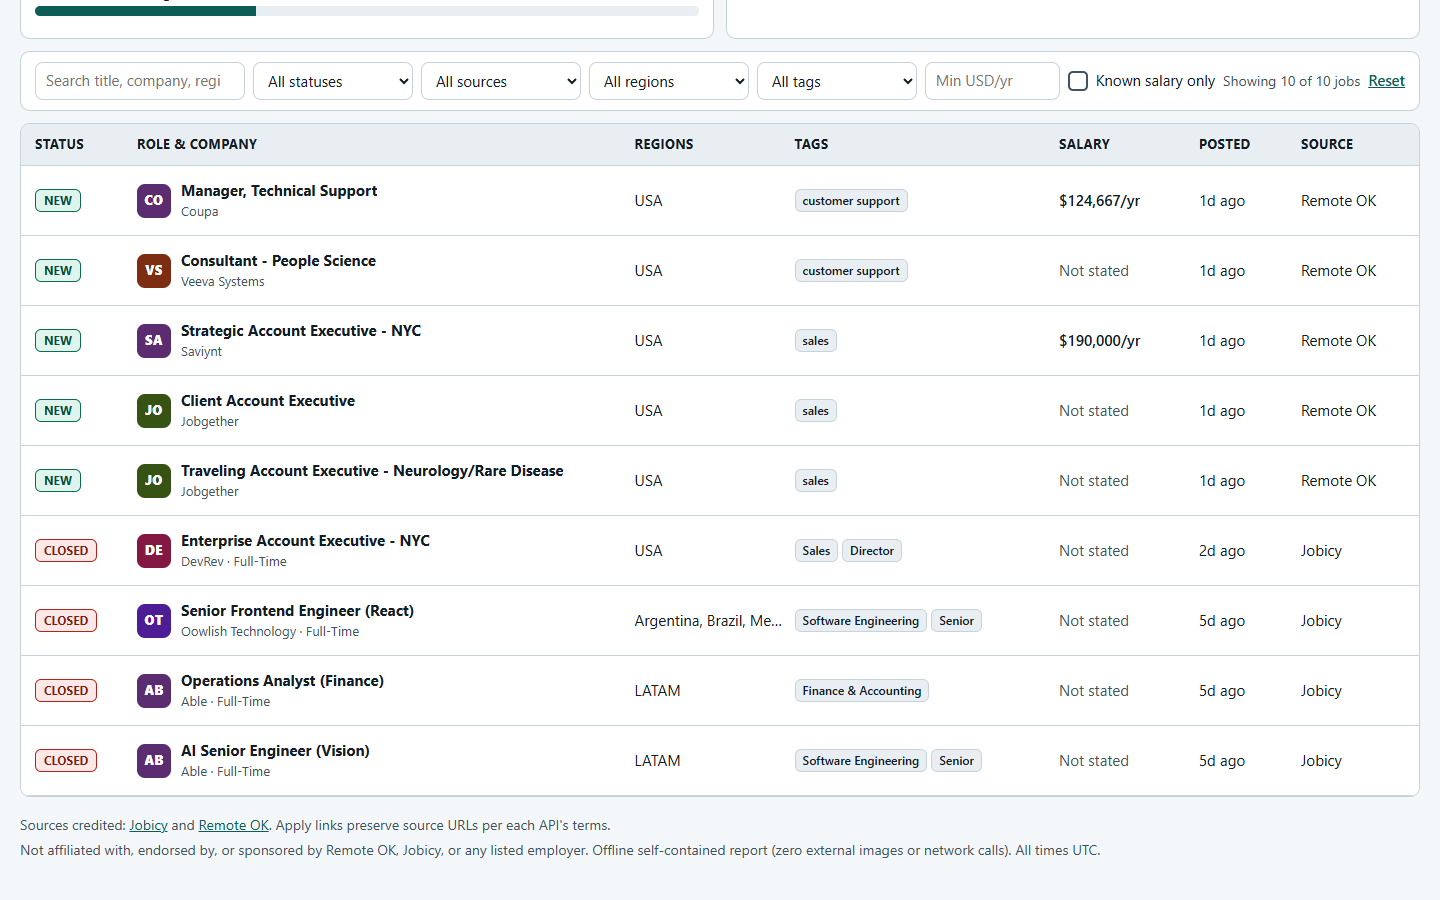 Search title, company, regi All statuses All sources All regions All tags Min USD/yr Known salary only Showing 10 of 10 jobs Reset
STATUS ROLE & COMPANY REGIONS TAGS SALARY POSTED SOURCE
NEW CO Manager, Technical Support USA customer support $124,667/yr 1d ago Remote OK
Coupa
NEW VS Consultant - People Science USA customer support Not stated 1d ago Remote OK
Veeva Systems
NEW SA Strategic Account Executive - NYC USA sales $190,000/yr 1d ago Remote OK
Saviynt
NEW JO Client Account Executive USA sales Not stated 1d ago Remote OK
Jobgether
NEW JO Traveling Account Executive - Neurology/Rare Disease USA sales Not stated 1d ago Remote OK
Jobgether
CLOSED DE Enterprise Account Executive - NYC USA Sales Director Not stated 2d ago Jobicy
DevRev · Full-Time
CLOSED OT Senior Frontend Engineer (React) Argentina, Brazil, Me... Software Engineering Senior Not stated 5d ago Jobicy
Oowlish Technology · Full-Time
CLOSED AB Operations Analyst (Finance) LATAM Finance & Accounting Not stated 5d ago Jobicy
Able · Full-Time
CLOSED AB AI Senior Engineer (Vision) LATAM Software Engineering Senior Not stated 5d ago Jobicy
Able · Full-Time
Sources credited: Jobicy and Remote OK. Apply links preserve source URLs per each API's terms.
Not affiliated with, endorsed by, or sponsored by Remote OK, Jobicy, or any listed employer. Offline self-contained report (zero external images or network calls). All times UTC.